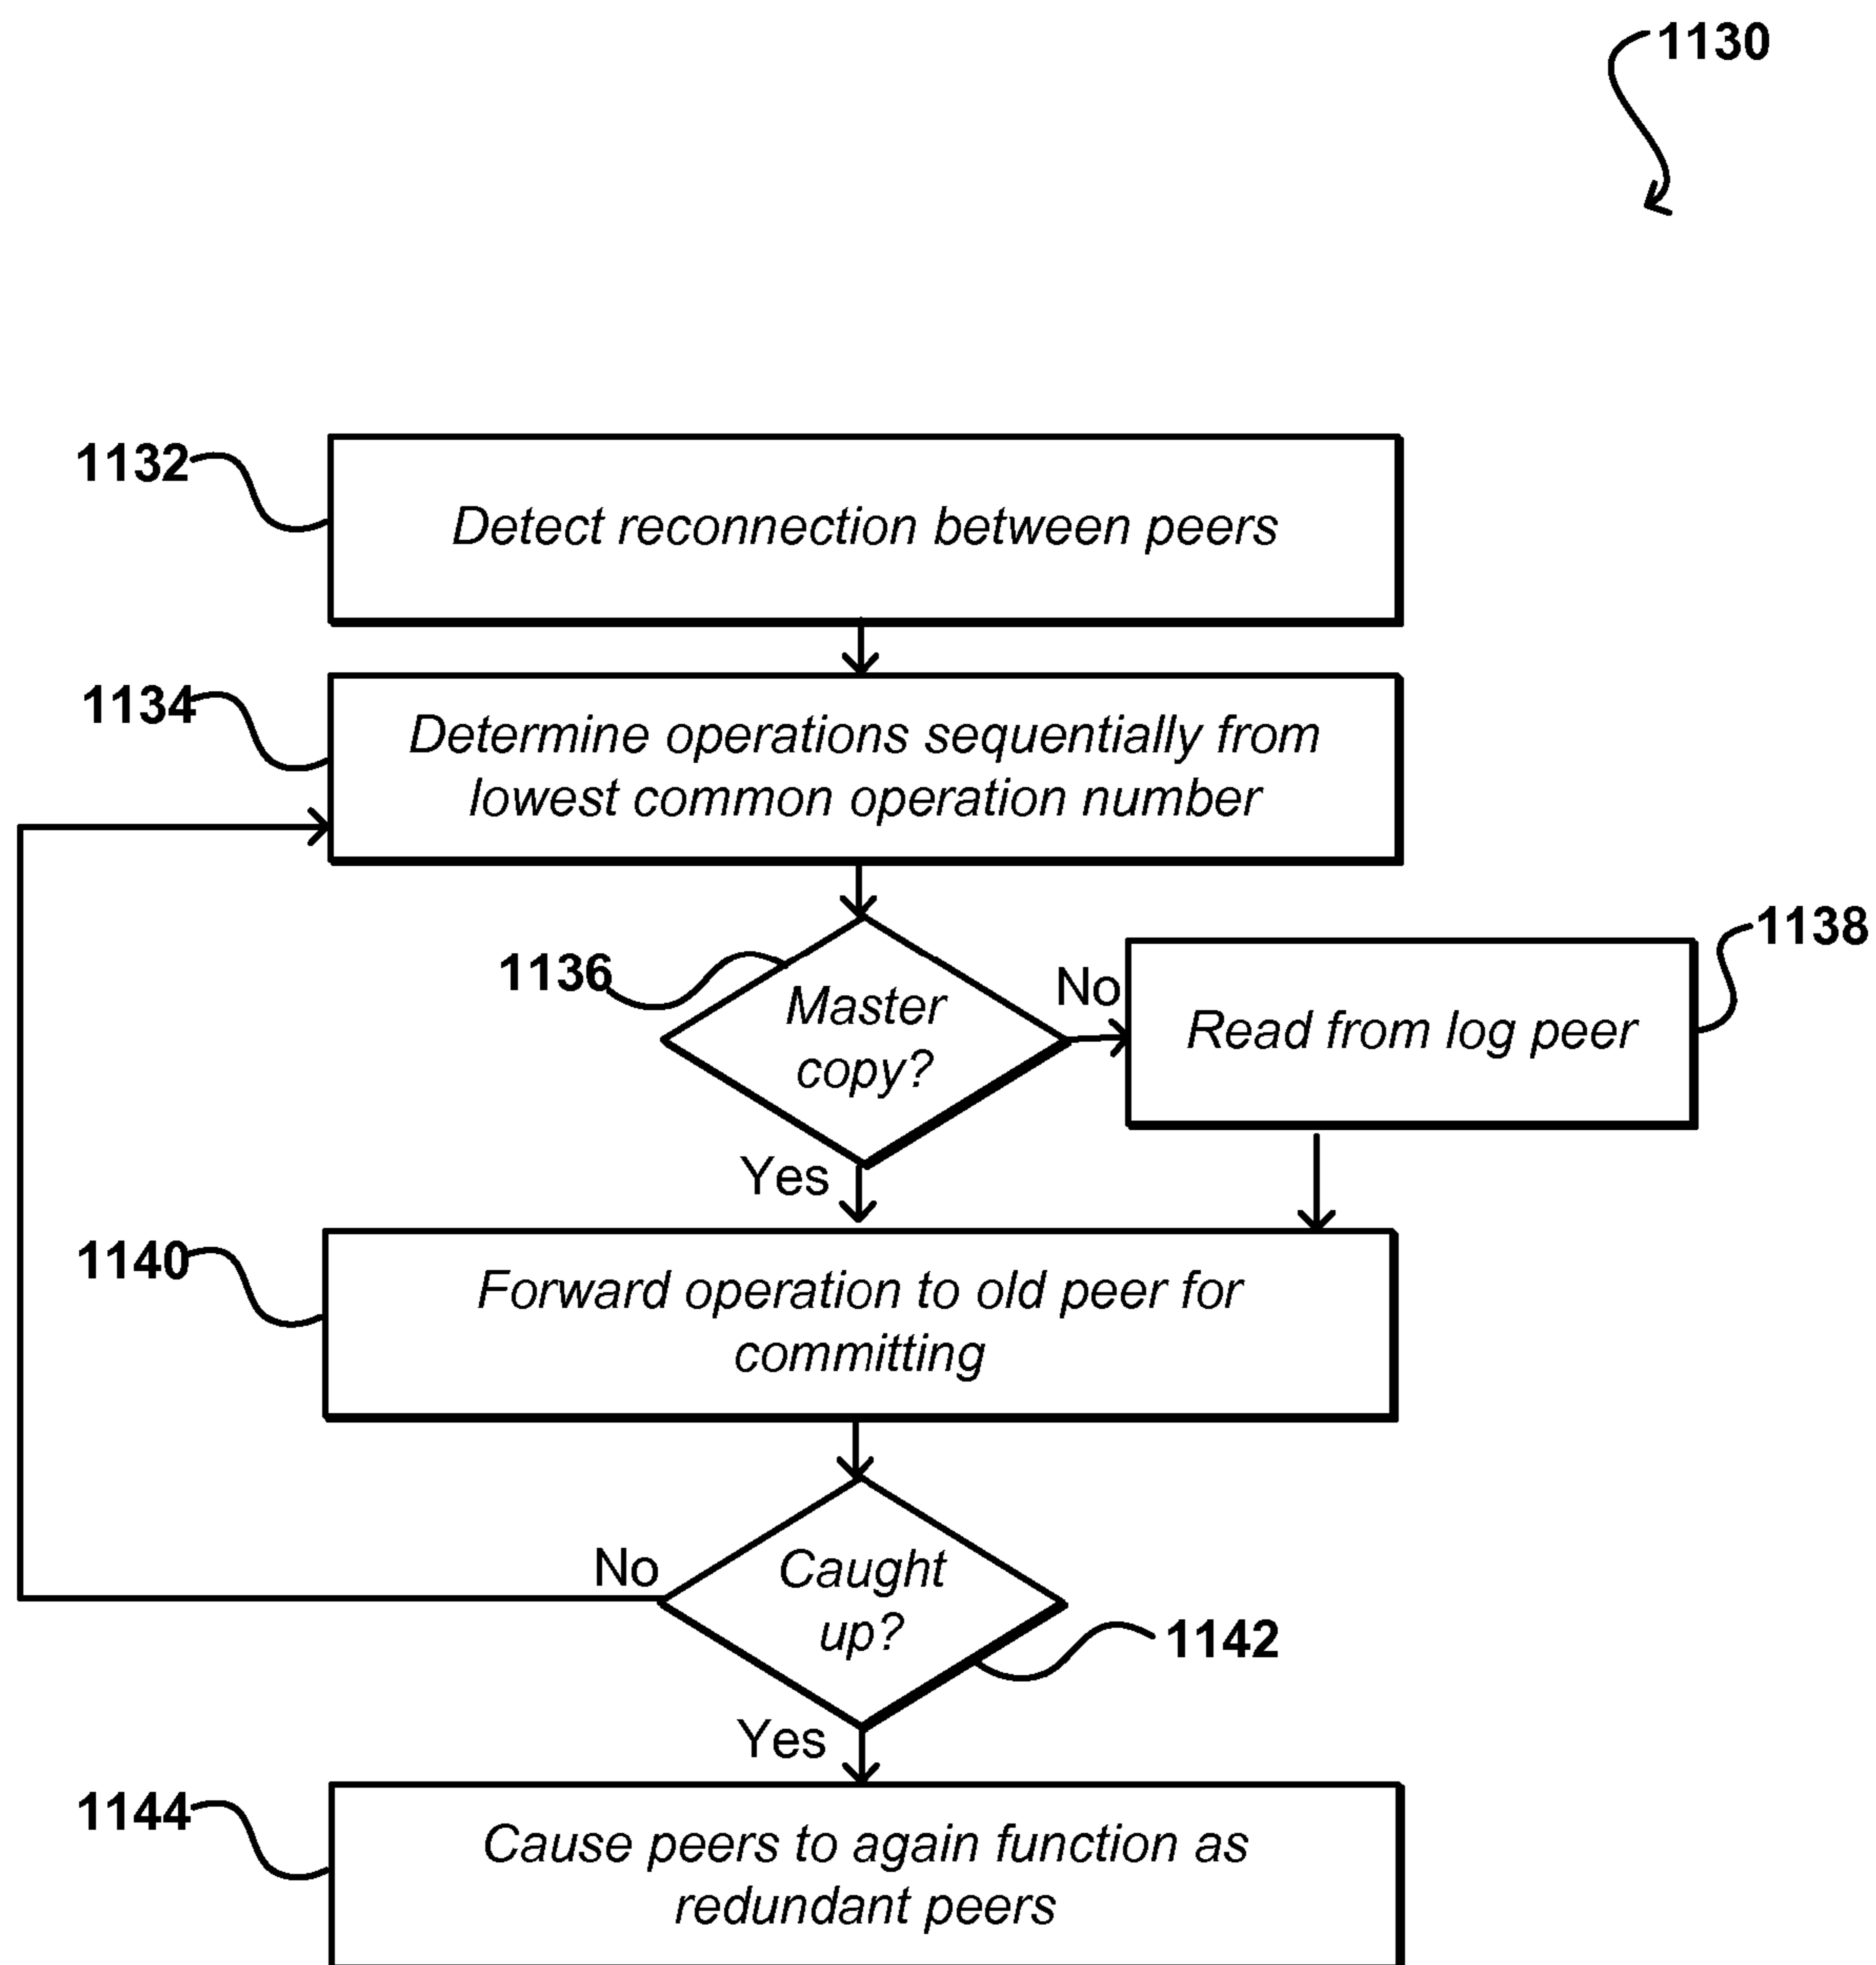 1130
1132
Detect reconnection between peers
1134
Determine operations sequentially from
lowest common operation number
1136
Master
copy?
No
1138
Read from log peer
Yes
1140
Forward operation to old peer for
committing
No
Caught
up?
1142
Yes
1144
Cause peers to again function as
redundant peers